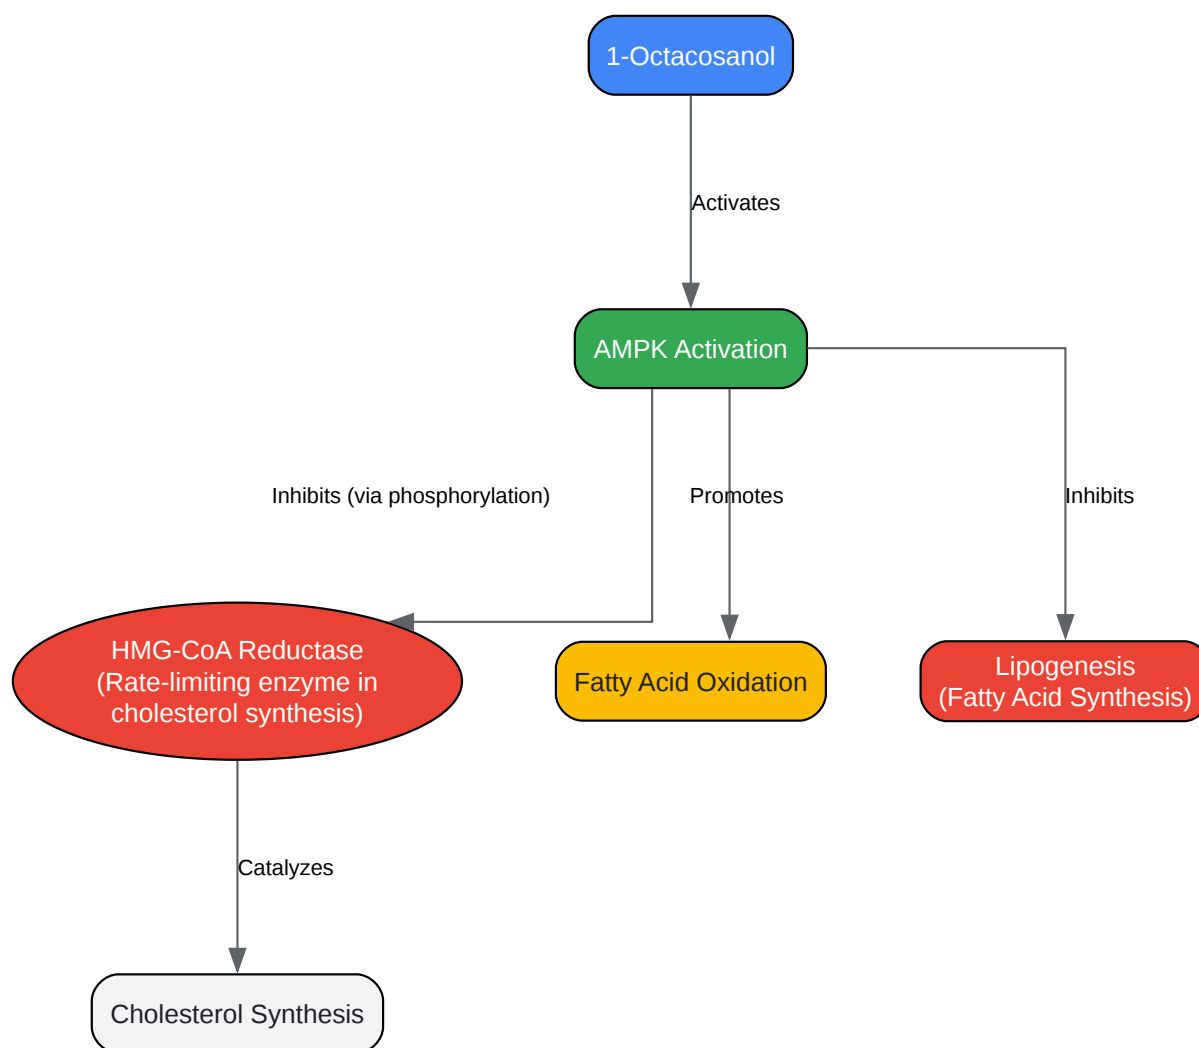 1-Octacosanol
Activates
AMPK Activation
Inhibits (via phosphorylation)
Promotes
Inhibits
HMG-CoA Reductase
(Rate-limiting enzyme in
cholesterol synthesis)
Fatty Acid Oxidation
Lipogenesis
(Fatty Acid Synthesis)
Catalyzes
Cholesterol Synthesis